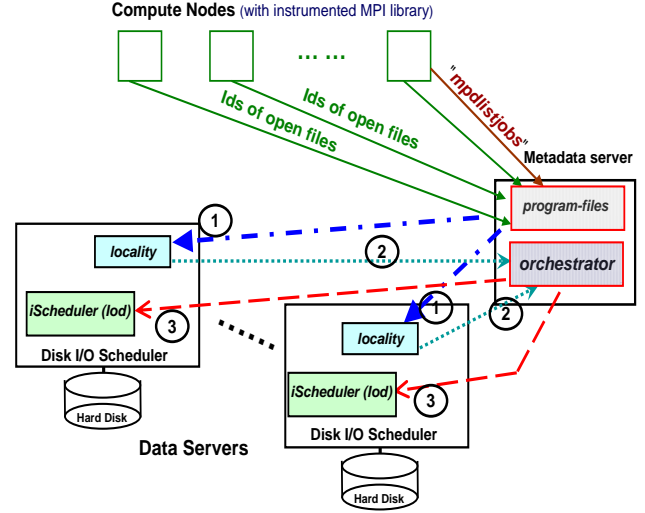 Compute Nodes (with instrumented MPI library)
... ...
Ids of open files
Ids of open files
"mpdlistjobs"
Metadata server
program-files
orchestrator
1
locality
2
iScheduler (Iod)
3
Disk I/O Scheduler
Hard Disk
1
2
locality
iScheduler (Iod)
3
Disk I/O Scheduler
Hard Disk
Data Servers